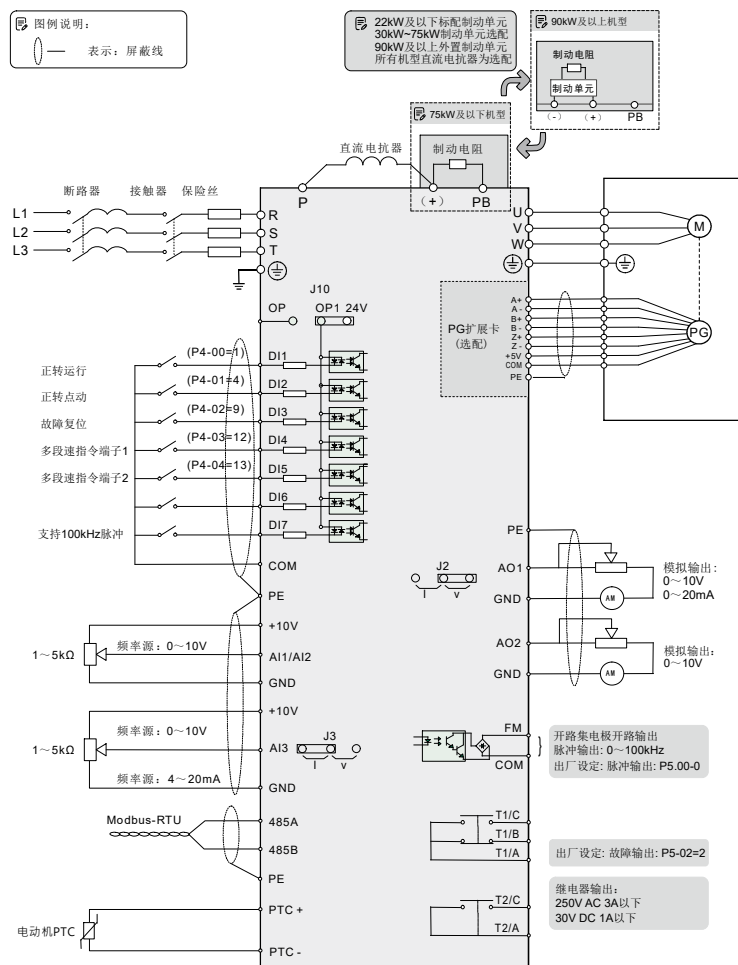 图例说明：
表示：屏蔽线
22kW及以下标配制动单元
30kW~75kW制动单元选配
90kW及以上外置制动单元
所有机型直流电抗器为选配
90kW及以上机型
制动电阻
制动单元
(-)
(+)
PB
75kW及以下机型
制动电阻
直流电抗器
P
(+)
PB
断路器
接触器
保险丝
L1
L2
L3
R
S
T
U
V
W
M
J10
OP
OP1 24V
PG扩展卡
(选配)
A+
A -
B+
B -
Z+
Z -
+5V
COM
PE
PG
正转运行
(P4-00=1)
DI1
正转点动
(P4-01=4)
DI2
故障复位
(P4-02=9)
DI3
多段速指令端子1
(P4-03=12)
DI4
多段速指令端子2
(P4-04=13)
DI5
DI6
支持100kHz脉冲
DI7
COM
PE
+10V
1～5kΩ
频率源：0～10V
AI1/AI2
GND
+10V
频率源：0～10V
1～5kΩ
AI3
J3
I
v
频率源：4～20mA
GND
Modbus-RTU
485A
485B
PE
电动机PTC
PTC +
PTC -
PE
J2
I
v
AO1
GND
AM
模拟输出:
0～10V
0～20mA
AO2
GND
AM
模拟输出:
0～10V
FM
COM
}
开路集电极开路输出
脉冲输出: 0～100kHz
出厂设定: 脉冲输出: P5.00-0
T1/C
T1/B
T1/A
出厂设定: 故障输出: P5-02=2
T2/C
T2/A
继电器输出:
250V AC 3A以下
30V DC 1A以下